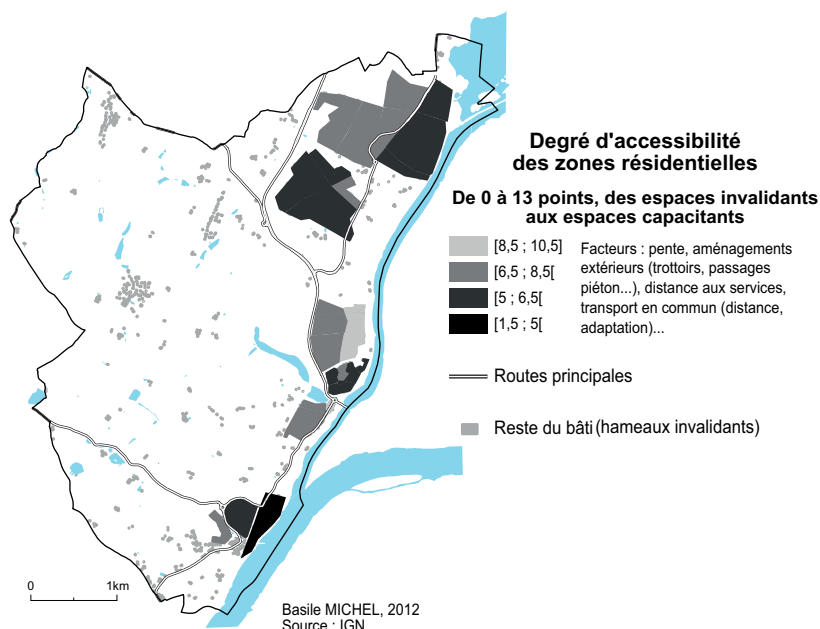 Degré d'accessibilité
des zones résidentielles
De 0 à 13 points, des espaces invalidants
aux espaces capacitants
[8,5 ; 10,5]
[6,5 ; 8,5[
[5 ; 6,5[
[1,5 ; 5[
Facteurs : pente, aménagements
extérieurs (trottoirs, passages
piéton...), distance aux services,
transport en commun (distance,
adaptation)...
Routes principales
Reste du bâti (hameaux invalidants)
0 1km
Basile MICHEL, 2012
Source : IGN